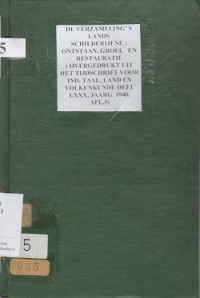 DE VERZAMELING'S
LANDS
SCHILDERIJENE :
ONTSTAAN, GROEI, EN
RESTAURATIE
( OVERGEDRUKT UIT
HET TIJDSCHRIFT VOOR
IND. TAAL, LAND EN
VOLKENKUNDE DEEL
LXXX, JAARG. 1940.
AFL.3)
5
5